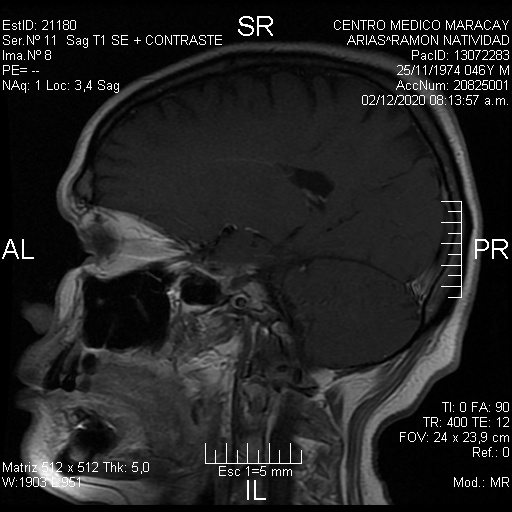 EstID: 21180
Ser.Nº 11 Sag T1 SE + CONTRASTE
Ima.Nº 8
PE= --
NAq: 1 Loc: 3,4 Sag
SR
CENTRO MEDICO MARACAY
ARIAS^RAMON NATIVIDAD
PacID: 13072283
25/11/1974 046Y M
AccNum: 20825001
02/12/2020 08:13:57 a.m.
AL
PR
TI: 0 FA: 90
TR: 400 TE: 12
FOV: 24 x 23,9 cm
Ref.: 0
Mod.: MR
Matriz 512 x 512 Thk: 5,0
W:1903 L:951
Esc 1=5 mm
IL